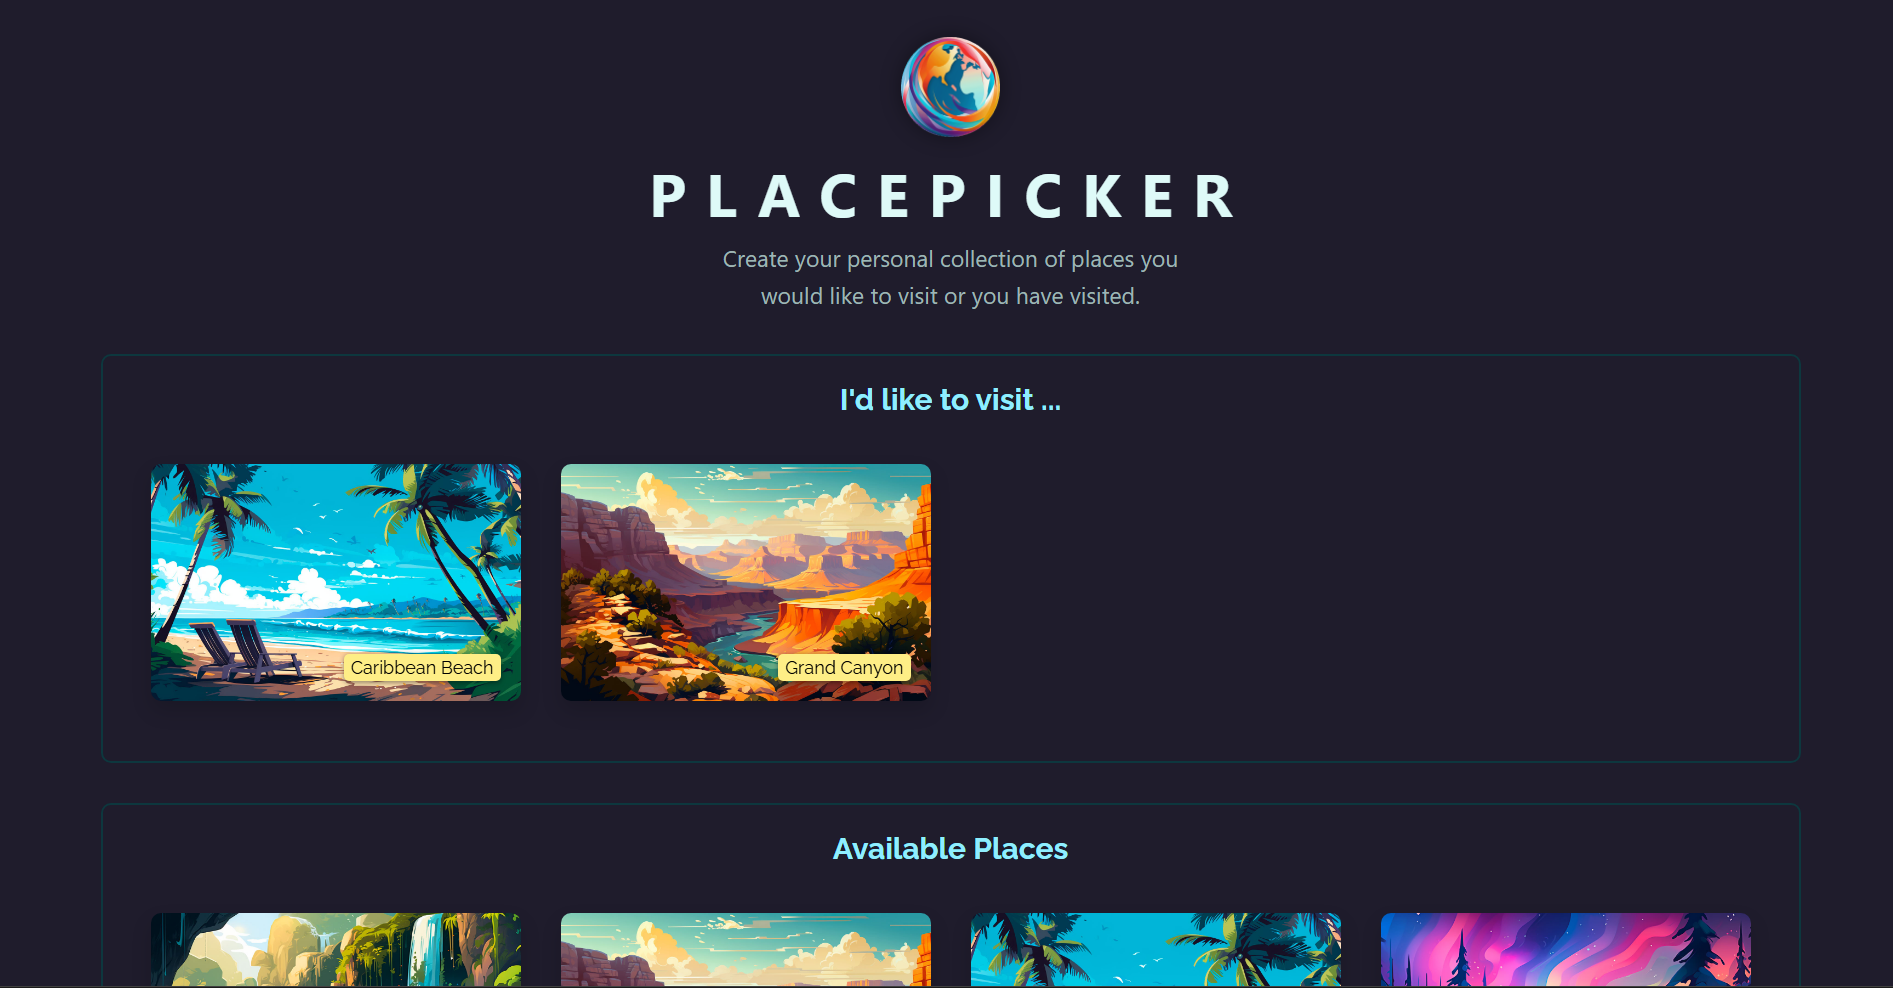 PLACEPICKER
Create your personal collection of places you
would like to visit or you have visited.
I'd like to visit ...
Caribbean Beach
Grand Canyon
Available Places